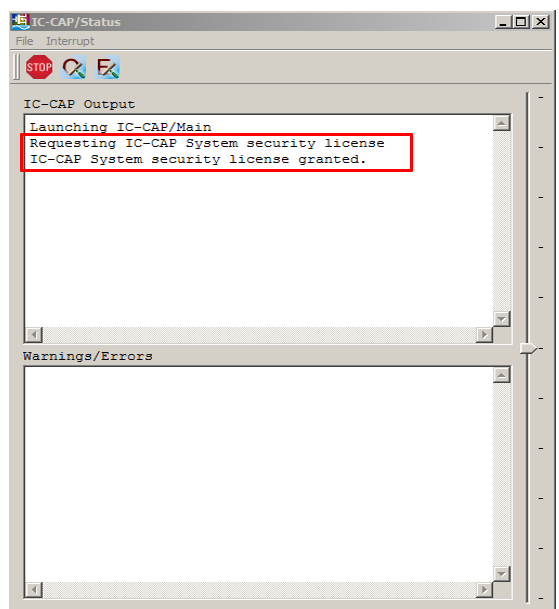 IC-CAP/Status
File Interrupt
STOP
IC-CAP Output
Launching IC-CAP/Main
Requesting IC-CAP System security license
IC-CAP System security license granted.
Warnings/Errors